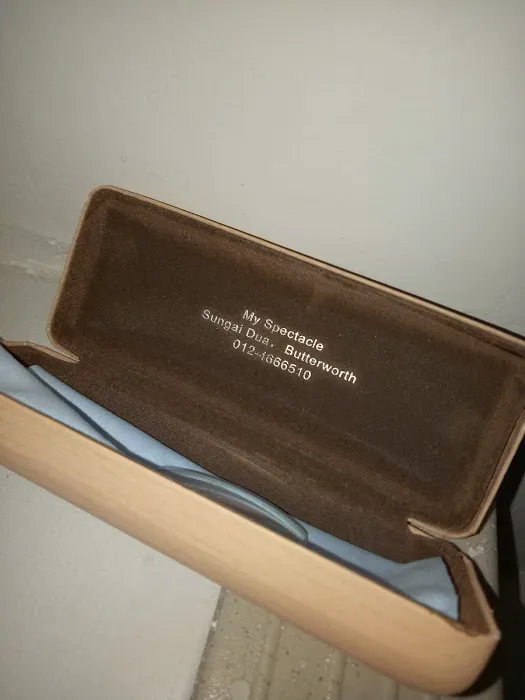 My Spectacle
Sungai Dua, Butterworth
012-4666510